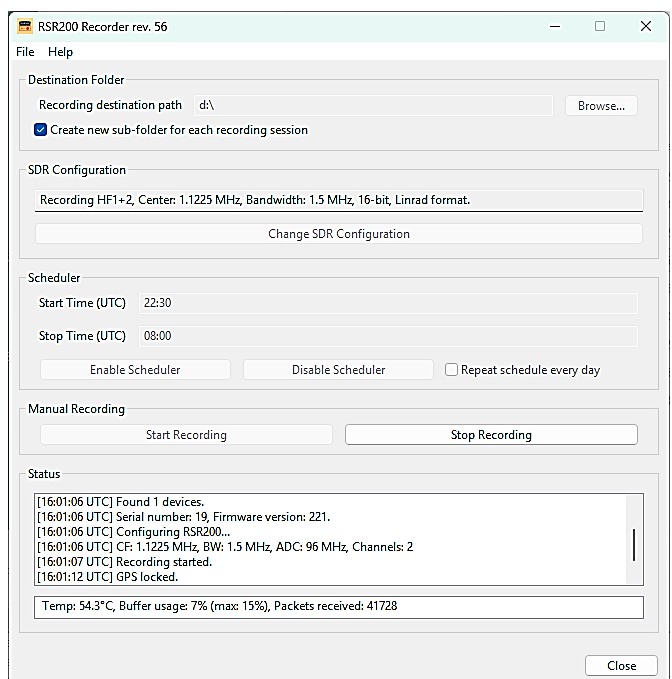 RSR200 Recorder rev. 56
File Help
Destination Folder
Recording destination path d:\ Browse...
Create new sub-folder for each recording session
SDR Configuration
Recording HF1+2, Center: 1.1225 MHz, Bandwidth: 1.5 MHz, 16-bit, Linrad format.
Change SDR Configuration
Scheduler
Start Time (UTC) 22:30
Stop Time (UTC) 08:00
Enable Scheduler Disable Scheduler Repeat schedule every day
Manual Recording
Start Recording Stop Recording
Status
[16:01:06 UTC] Found 1 devices.
[16:01:06 UTC] Serial number: 19, Firmware version: 221.
[16:01:06 UTC] Configuring RSR200...
[16:01:06 UTC] CF: 1.1225 MHz, BW: 1.5 MHz, ADC: 96 MHz, Channels: 2
[16:01:07 UTC] Recording started.
[16:01:12 UTC] GPS locked.
Temp: 54.3°C, Buffer usage: 7% (max: 15%), Packets received: 41728
Close